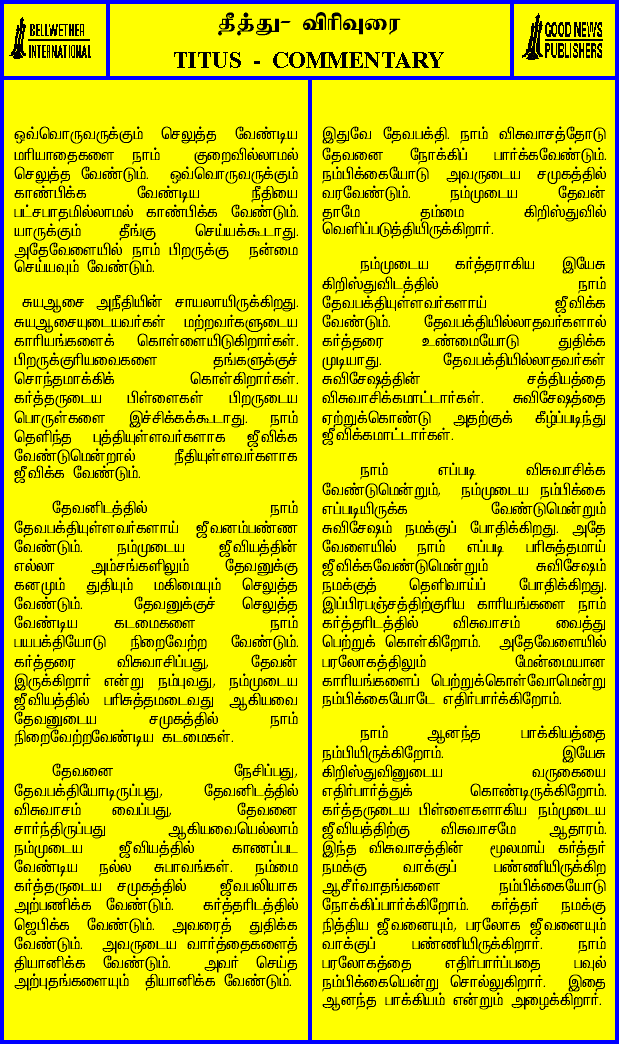 BELLWETHER
INTERNATIONAL
தீத்து- விரிவுரை
TITUS - COMMENTARY
GOOD NEWS
PUBLISHERS
ஒவ்வொருவருக்கும் செலுத்த வேண்டிய
மரியாதைகளை நாம் குறைவில்லாமல்
செலுத்த வேண்டும். ஒவ்வொருவருக்கும்
காண்பிக்க வேண்டிய நீதியை
பட்சபாதமில்லாமல் காண்பிக்க வேண்டும்.
யாருக்கும் தீங்கு செய்யக்கூடாது.
அதேவேளையில் நாம் பிறருக்கு நன்மை
செய்யவும் வேண்டும்.
சுயஆசை அநீதியின் சாயலாயிருக்கிறது.
சுயஆசையுடையவர்கள் மற்றவர்களுடைய
காரியங்களைக் கொள்ளையிடுகிறார்கள்.
பிறருக்குரியவைகளை தங்களுக்குச்
சொந்தமாக்கிக் கொள்கிறார்கள்.
கர்த்தருடைய பிள்ளைகள் பிறருடைய
பொருள்களை இச்சிக்கக்கூடாது. நாம்
தெளிந்த புத்தியுள்ளவர்களாக ஜீவிக்க
வேண்டுமென்றால் நீதியுள்ளவர்களாக
ஜீவிக்க வேண்டும்.
தேவனிடத்தில் நாம்
தேவபக்தியுள்ளவர்களாய் ஜீவனம்பண்ண
வேண்டும். நம்முடைய ஜீவியத்தின்
எல்லா அம்சங்களிலும் தேவனுக்கு
கனமும் துதியும் மகிமையும் செலுத்த
வேண்டும். தேவனுக்குச் செலுத்த
வேண்டிய கடமைகளை நாம்
பயபக்தியோடு நிறைவேற்ற வேண்டும்.
கர்த்தரை விசுவாசிப்பது, தேவன்
இருக்கிறார் என்று நம்புவது, நம்முடைய
ஜீவியத்தில் பரிசுத்தமடைவது ஆகியவை
தேவனுடைய சமுகத்தில் நாம்
நிறைவேற்றவேண்டிய கடமைகள்.
தேவனை நேசிப்பது,
தேவபக்தியோடிருப்பது, தேவனிடத்தில்
விசுவாசம் வைப்பது, தேவனை
சார்ந்திருப்பது ஆகியவையெல்லாம்
நம்முடைய ஜீவியத்தில் காணப்பட
வேண்டிய நல்ல சுபாவங்கள். நம்மை
கர்த்தருடைய சமுகத்தில் ஜீவபலியாக
அற்பணிக்க வேண்டும். கர்த்தரிடத்தில்
ஜெபிக்க வேண்டும். அவரைத் துதிக்க
வேண்டும். அவருடைய வார்த்தைகளைத்
தியானிக்க வேண்டும். அவர் செய்த
அற்புதங்களையும் தியானிக்க வேண்டும்.
இதுவே தேவபக்தி. நாம் விசுவாசத்தோடு
தேவனை நோக்கிப் பார்க்கவேண்டும்.
நம்பிக்கையோடு அவருடைய சமுகத்தில்
வரவேண்டும். நம்முடைய தேவன்
தாமே தம்மை கிறிஸ்துவில்
வெளிப்படுத்தியிருக்கிறார்.
நம்முடைய கர்த்தராகிய இயேசு
கிறிஸ்துவிடத்தில் நாம்
தேவபக்தியுள்ளவர்களாய் ஜீவிக்க
வேண்டும். தேவபக்தியில்லாதவர்களால்
கர்த்தரை உண்மையோடு துதிக்க
முடியாது. தேவபக்தியில்லாதவர்கள்
சுவிசேஷத்தின் சத்தியத்தை
விசுவாசிக்கமாட்டார்கள். சுவிசேஷத்தை
ஏற்றுக்கொண்டு அதற்குக் கீழ்ப்படிந்து
ஜீவிக்கமாட்டார்கள்.
நாம் எப்படி விசுவாசிக்க
வேண்டுமென்றும், நம்முடைய நம்பிக்கை
எப்படியிருக்க வேண்டுமென்றும்
சுவிசேஷம் நமக்குப் போதிக்கிறது. அதே
வேளையில் நாம் எப்படி பரிசுத்தமாய்
ஜீவிக்கவேண்டுமென்றும் சுவிசேஷம்
நமக்குத் தெளிவாய்ப் போதிக்கிறது.
இப்பிரபஞ்சத்திற்குரிய காரியங்களை நாம்
கர்த்தரிடத்தில் விசுவாசம் வைத்து
பெற்றுக் கொள்கிறோம். அதேவேளையில்
பரலோகத்திலும் மேன்மையான
காரியங்களைப் பெற்றுக்கொள்வோமென்று
நம்பிக்கையோடே எதிர்பார்க்கிறோம்.
நாம் ஆனந்த பாக்கியத்தை
நம்பியிருக்கிறோம். இயேசு
கிறிஸ்துவினுடைய வருகையை
எதிர்பார்த்துக் கொண்டிருக்கிறோம்.
கர்த்தருடைய பிள்ளைகளாகிய நம்முடைய
ஜீவியத்திற்கு விசுவாசமே ஆதாரம்.
இந்த விசுவாசத்தின் மூலமாய் கர்த்தர்
நமக்கு வாக்குப் பண்ணியிருக்கிற
ஆசீர்வாதங்களை நம்பிக்கையோடு
நோக்கிப்பார்க்கிறோம். கர்த்தர் நமக்கு
நித்திய ஜீவனையும், பரலோக ஜீவனையும்
வாக்குப் பண்ணியிருக்கிறார். நாம்
பரலோகத்தை எதிர்பார்ப்பதை பவுல்
நம்பிக்கையென்று சொல்லுகிறார். இதை
ஆனந்த பாக்கியம் என்றும் அழைக்கிறார்.